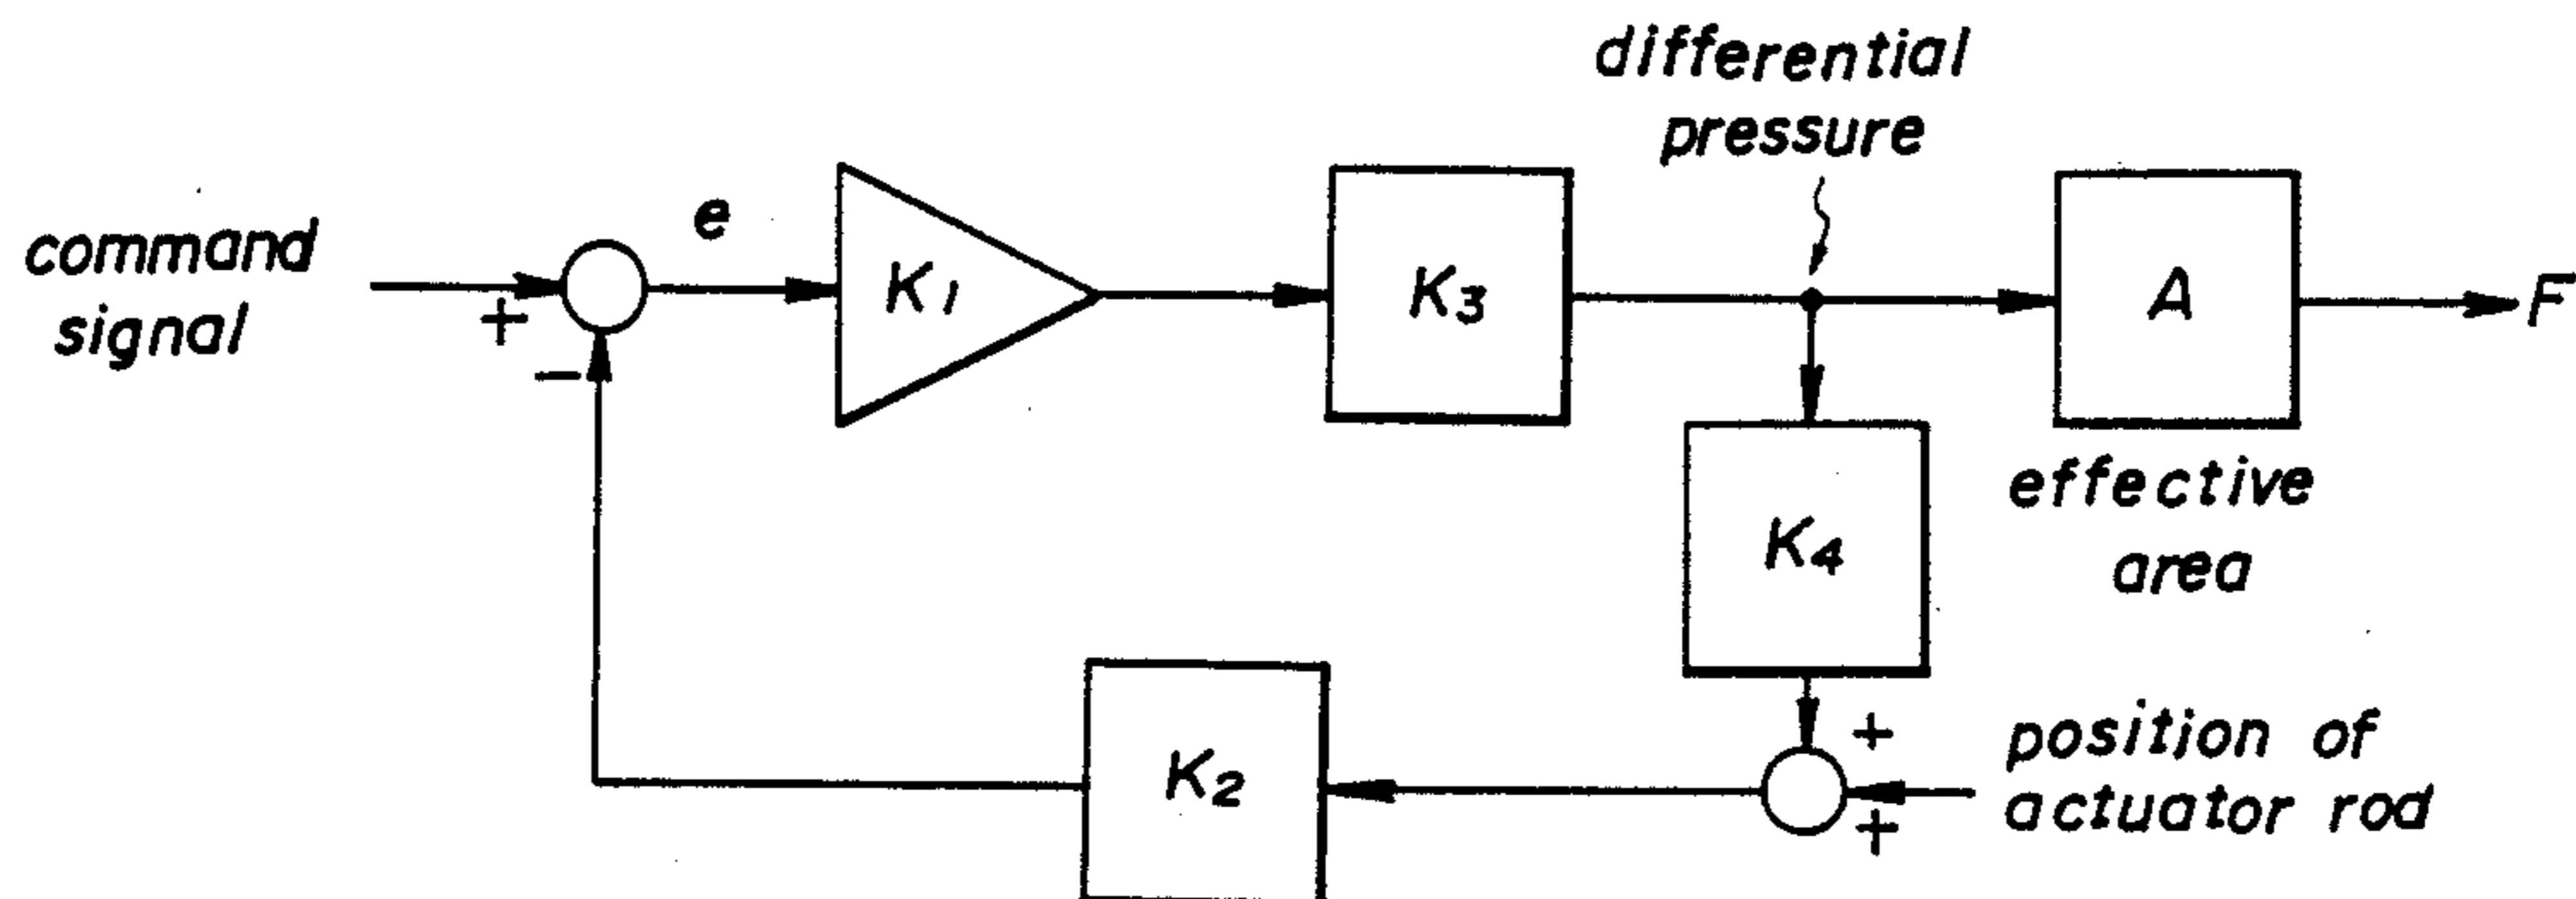 differential
pressure
command
signal
+
−
e
K1
K3
A
F
K4
effective
area
K2
+
+
position of
actuator rod